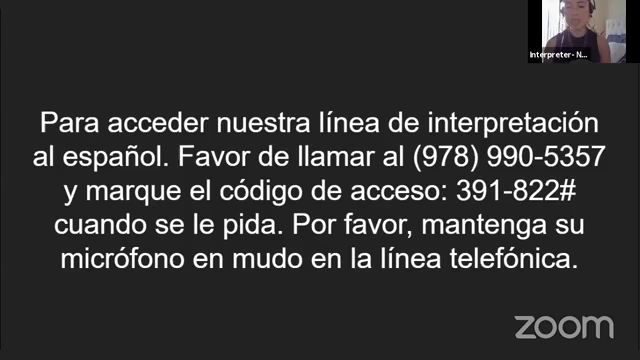 Interpreter- N...
Para acceder nuestra línea de interpretación
al español. Favor de llamar al (978) 990-5357
y marque el código de acceso: 391-822#
cuando se le pida. Por favor, mantenga su
micrófono en mudo en la línea telefónica.
zoom